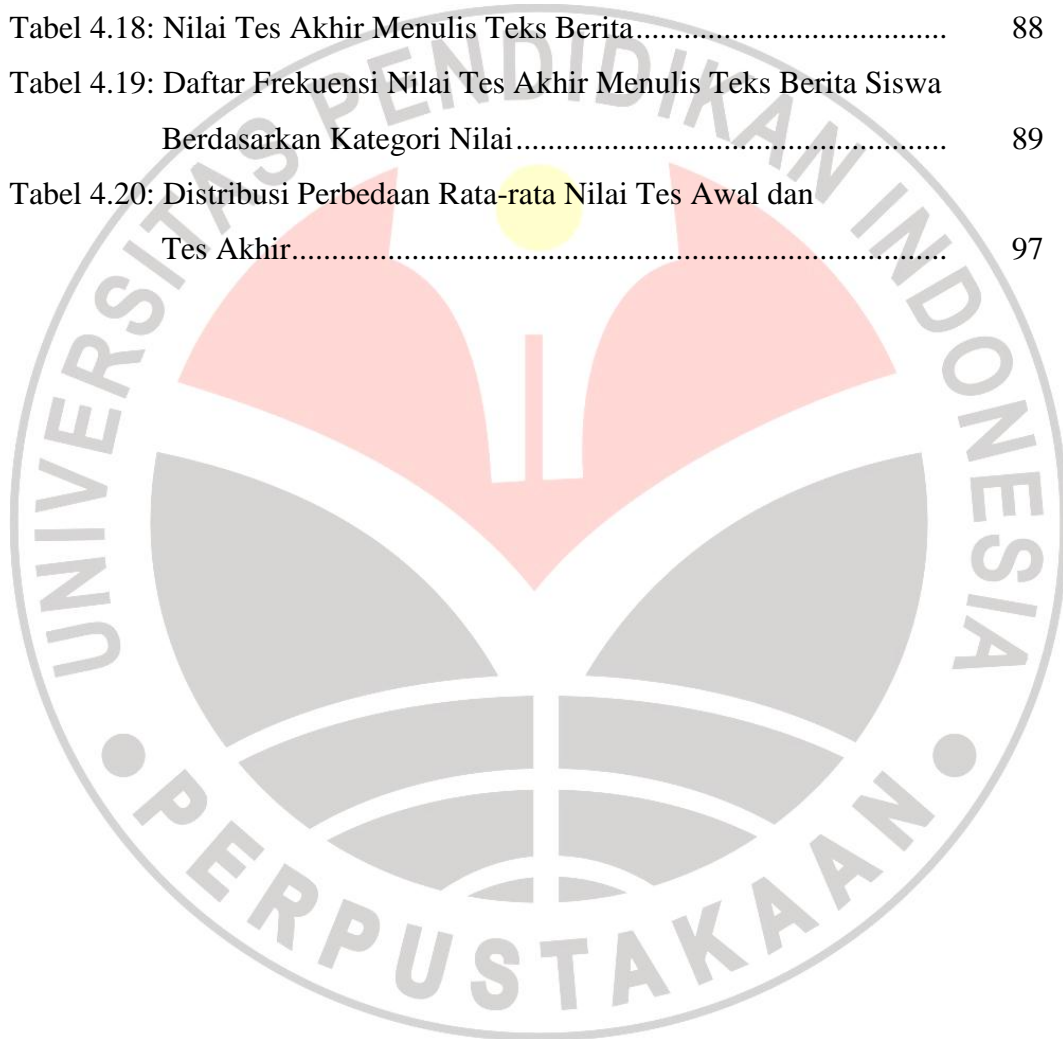 Tabel 4.18: Nilai Tes Akhir Menulis Teks Berita...................................... 88
Tabel 4.19: Daftar Frekuensi Nilai Tes Akhir Menulis Teks Berita Siswa
Berdasarkan Kategori Nilai..................................................... 89
Tabel 4.20: Distribusi Perbedaan Rata-rata Nilai Tes Awal dan
Tes Akhir................................................................................ 97
UNIVERSITAS PENDIDIKAN INDONESIA
PERPUSTAKAAN